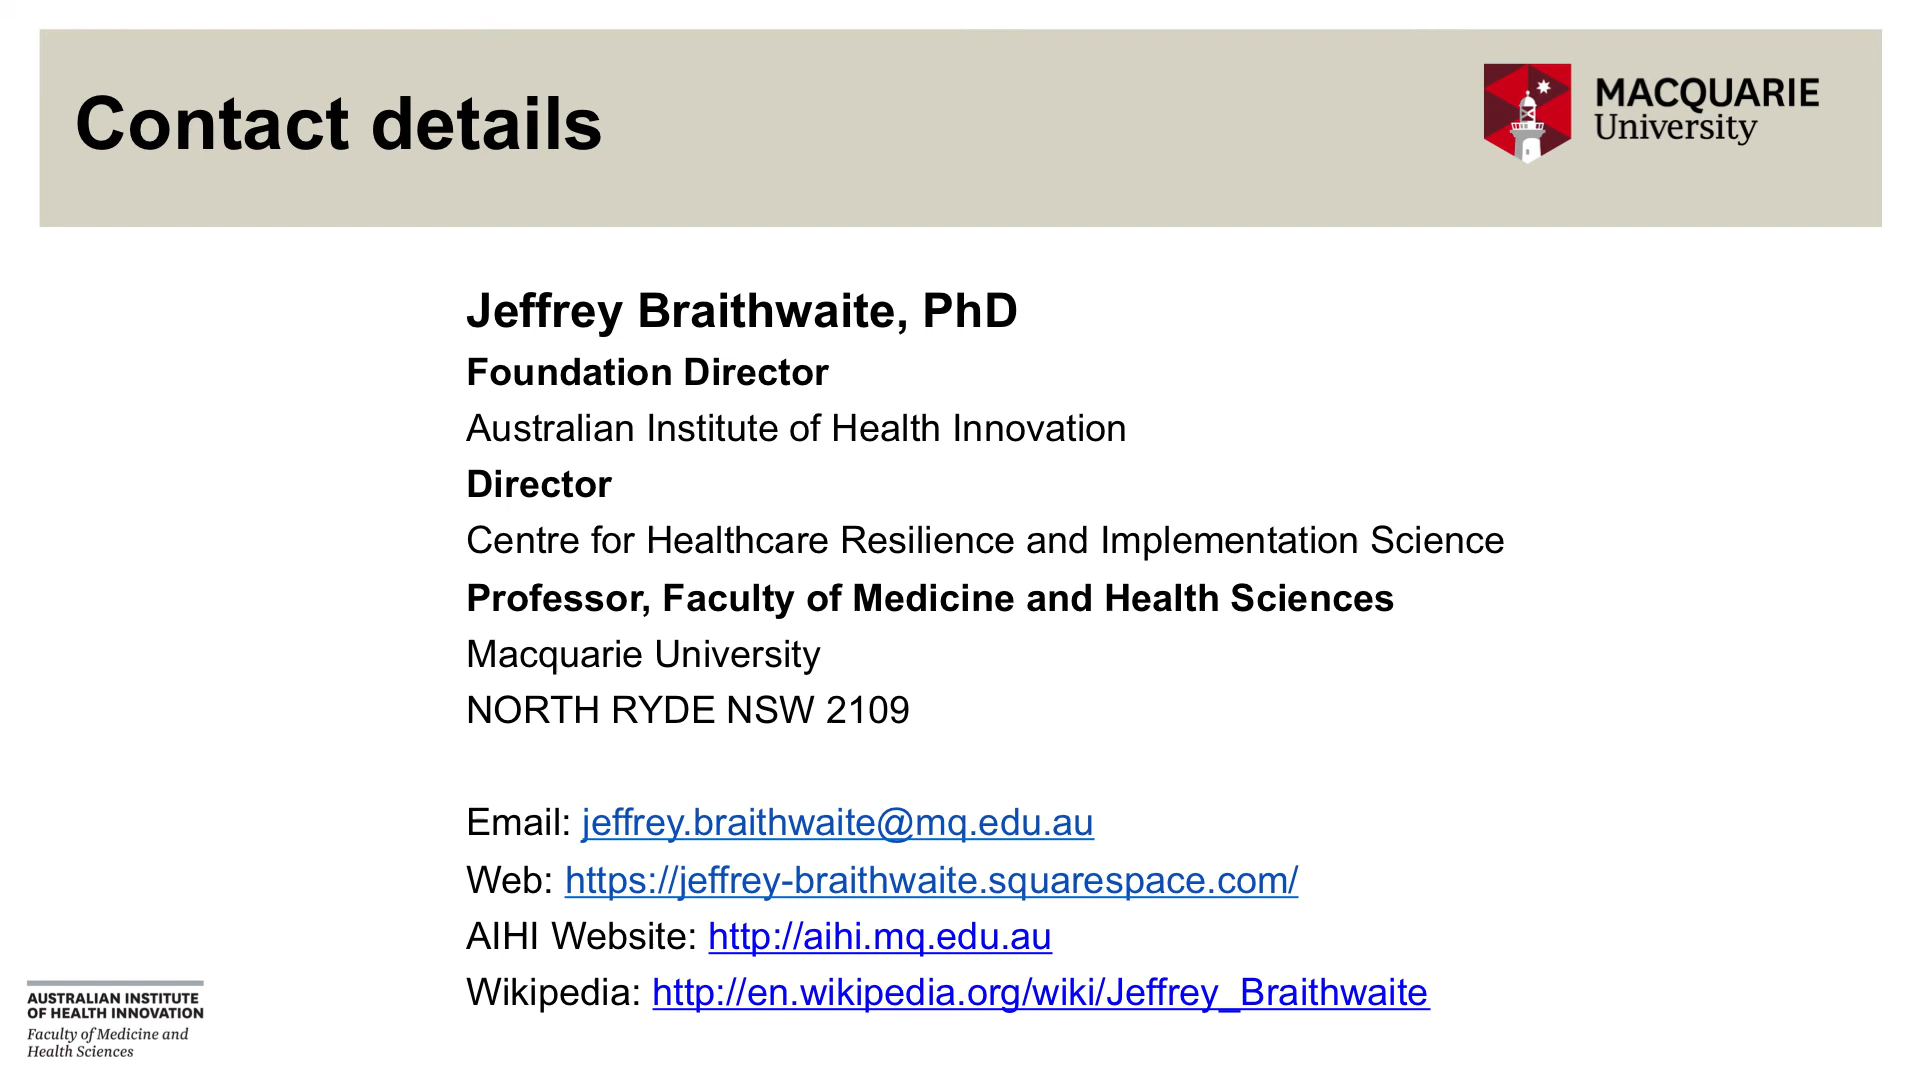 Contact details
MACQUARIE
University
Jeffrey Braithwaite, PhD
Foundation Director
Australian Institute of Health Innovation
Director
Centre for Healthcare Resilience and Implementation Science
Professor, Faculty of Medicine and Health Sciences
Macquarie University
NORTH RYDE NSW 2109
Email: jeffrey.braithwaite@mq.edu.au
Web: https://jeffrey-braithwaite.squarespace.com/
AIHI Website: http://aihi.mq.edu.au
Wikipedia: http://en.wikipedia.org/wiki/Jeffrey_Braithwaite
AUSTRALIAN INSTITUTE
OF HEALTH INNOVATION
Faculty of Medicine and
Health Sciences